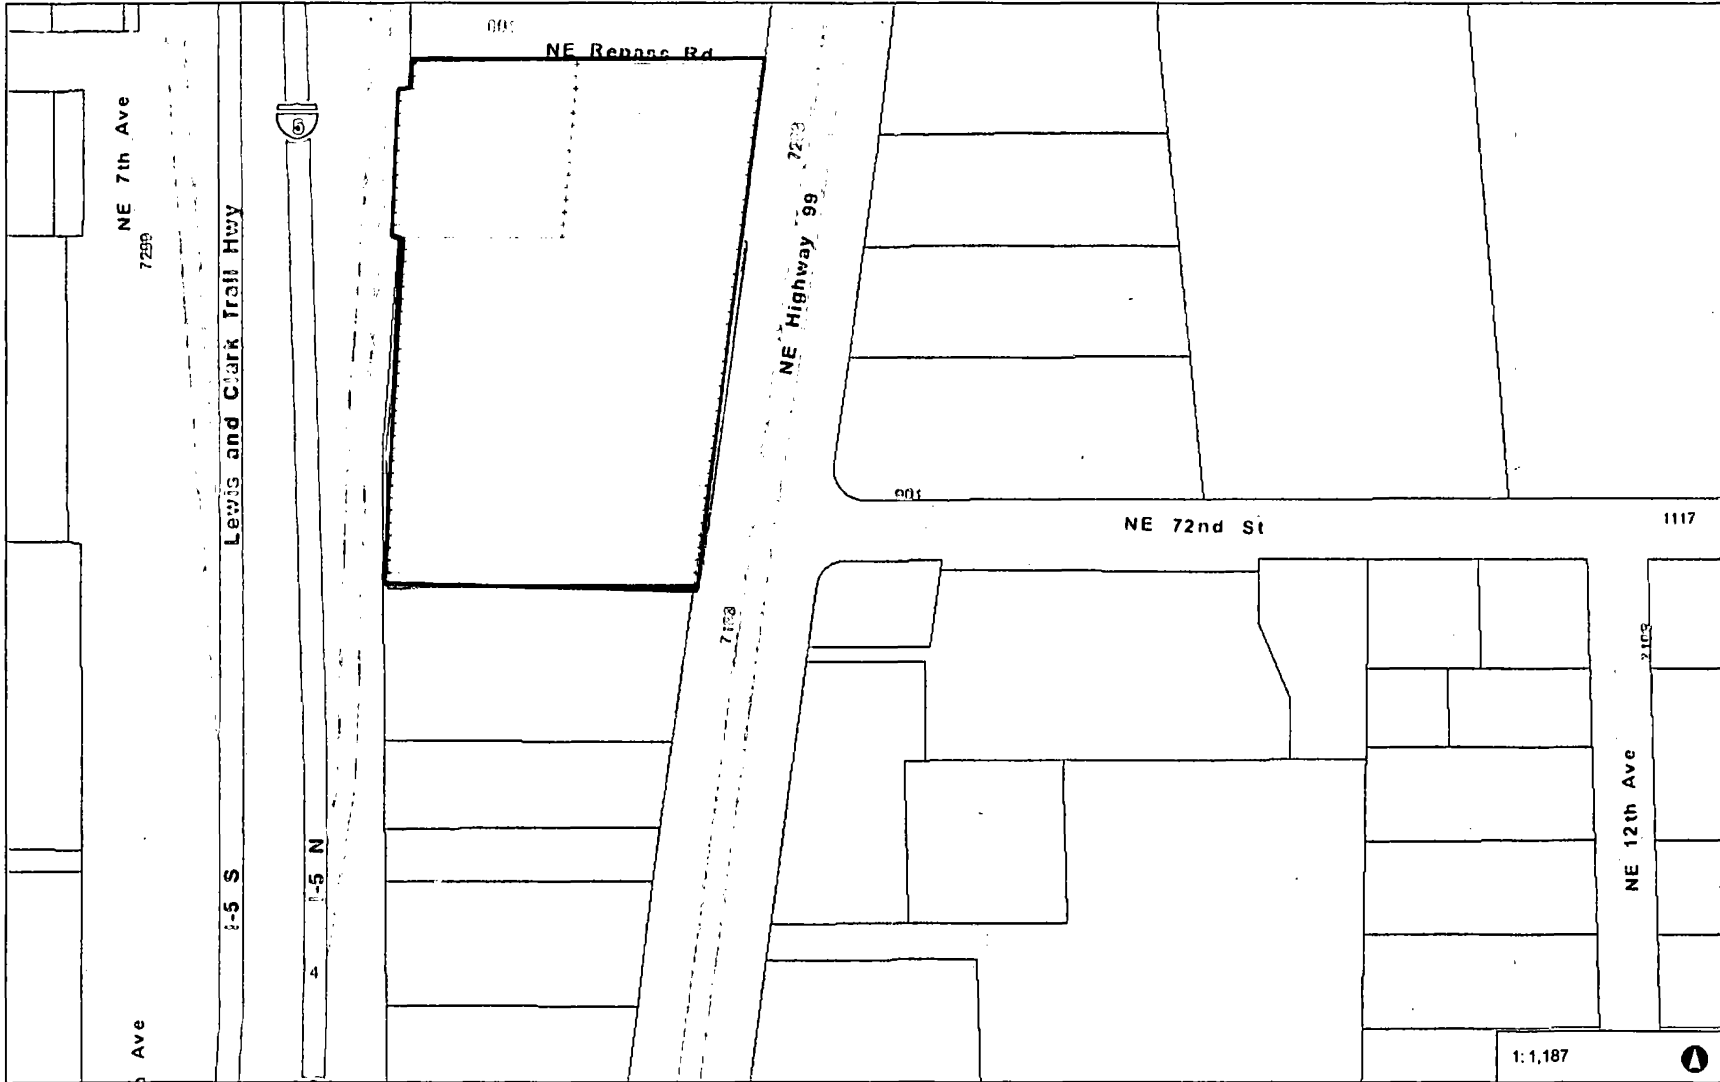 NE Repass Rd
5
NE 7th Ave
7299
Lewis and Clark Trail Hwy
NE Highway 99
901
NE 72nd St
1117
NE 12th Ave
I-5 S
I-5 N
4
Ave
1:1,187